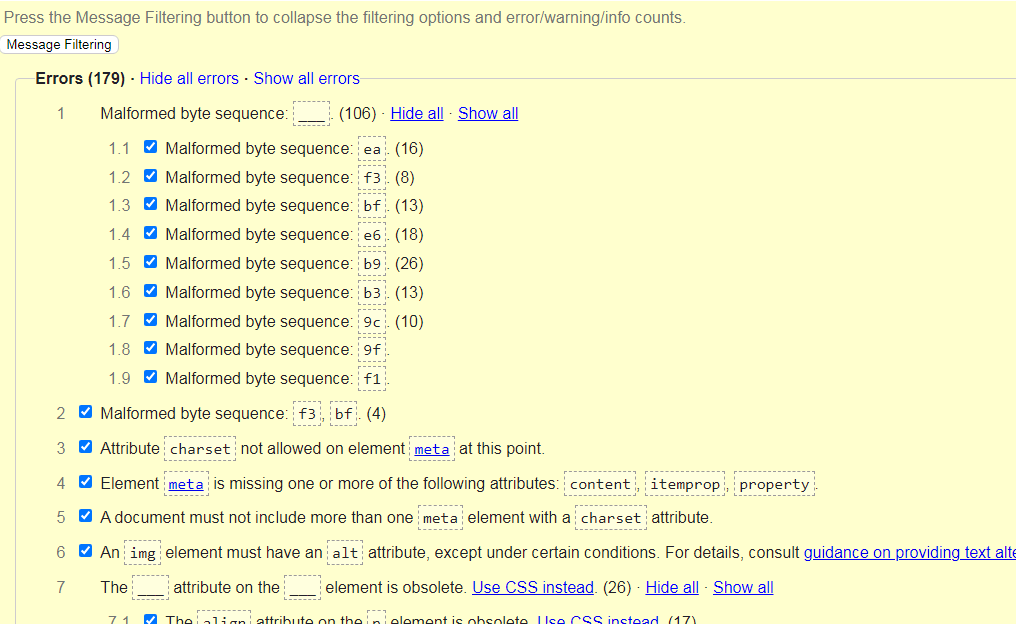 Press the Message Filtering button to collapse the filtering options and error/warning/info counts.
Message Filtering
Errors (179) · Hide all errors · Show all errors
1 Malformed byte sequence: ___. (106) · Hide all · Show all
1.1 Malformed byte sequence: ea. (16)
1.2 Malformed byte sequence: f3. (8)
1.3 Malformed byte sequence: bf. (13)
1.4 Malformed byte sequence: e6. (18)
1.5 Malformed byte sequence: b9. (26)
1.6 Malformed byte sequence: b3. (13)
1.7 Malformed byte sequence: 9c. (10)
1.8 Malformed byte sequence: 9f.
1.9 Malformed byte sequence: f1.
2 Malformed byte sequence: f3, bf. (4)
3 Attribute charset not allowed on element meta at this point.
4 Element meta is missing one or more of the following attributes: content, itemprop, property.
5 A document must not include more than one meta element with a charset attribute.
6 An img element must have an alt attribute, except under certain conditions. For details, consult guidance on providing text alte
7 The ___ attribute on the ___ element is obsolete. Use CSS instead. (26) · Hide all · Show all
7.1 The align attribute on the p element is obsolete. Use CSS instead. (17)